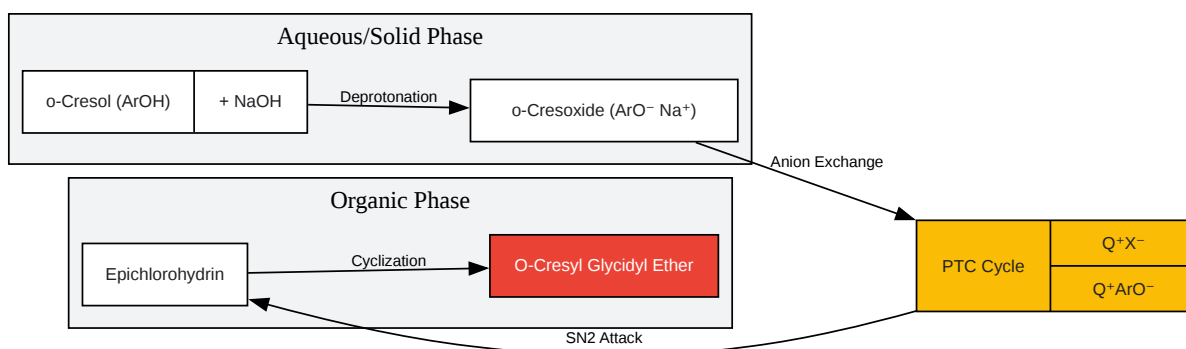 Aqueous/Solid Phase
o-Cresol (ArOH)
+ NaOH
Deprotonation
o-Cresoxide (ArO⁻ Na⁺)
Anion Exchange
Organic Phase
Epichlorohydrin
Cyclization
O-Cresyl Glycidyl Ether
PTC Cycle
Q⁺X⁻
Q⁺ArO⁻
SN2 Attack